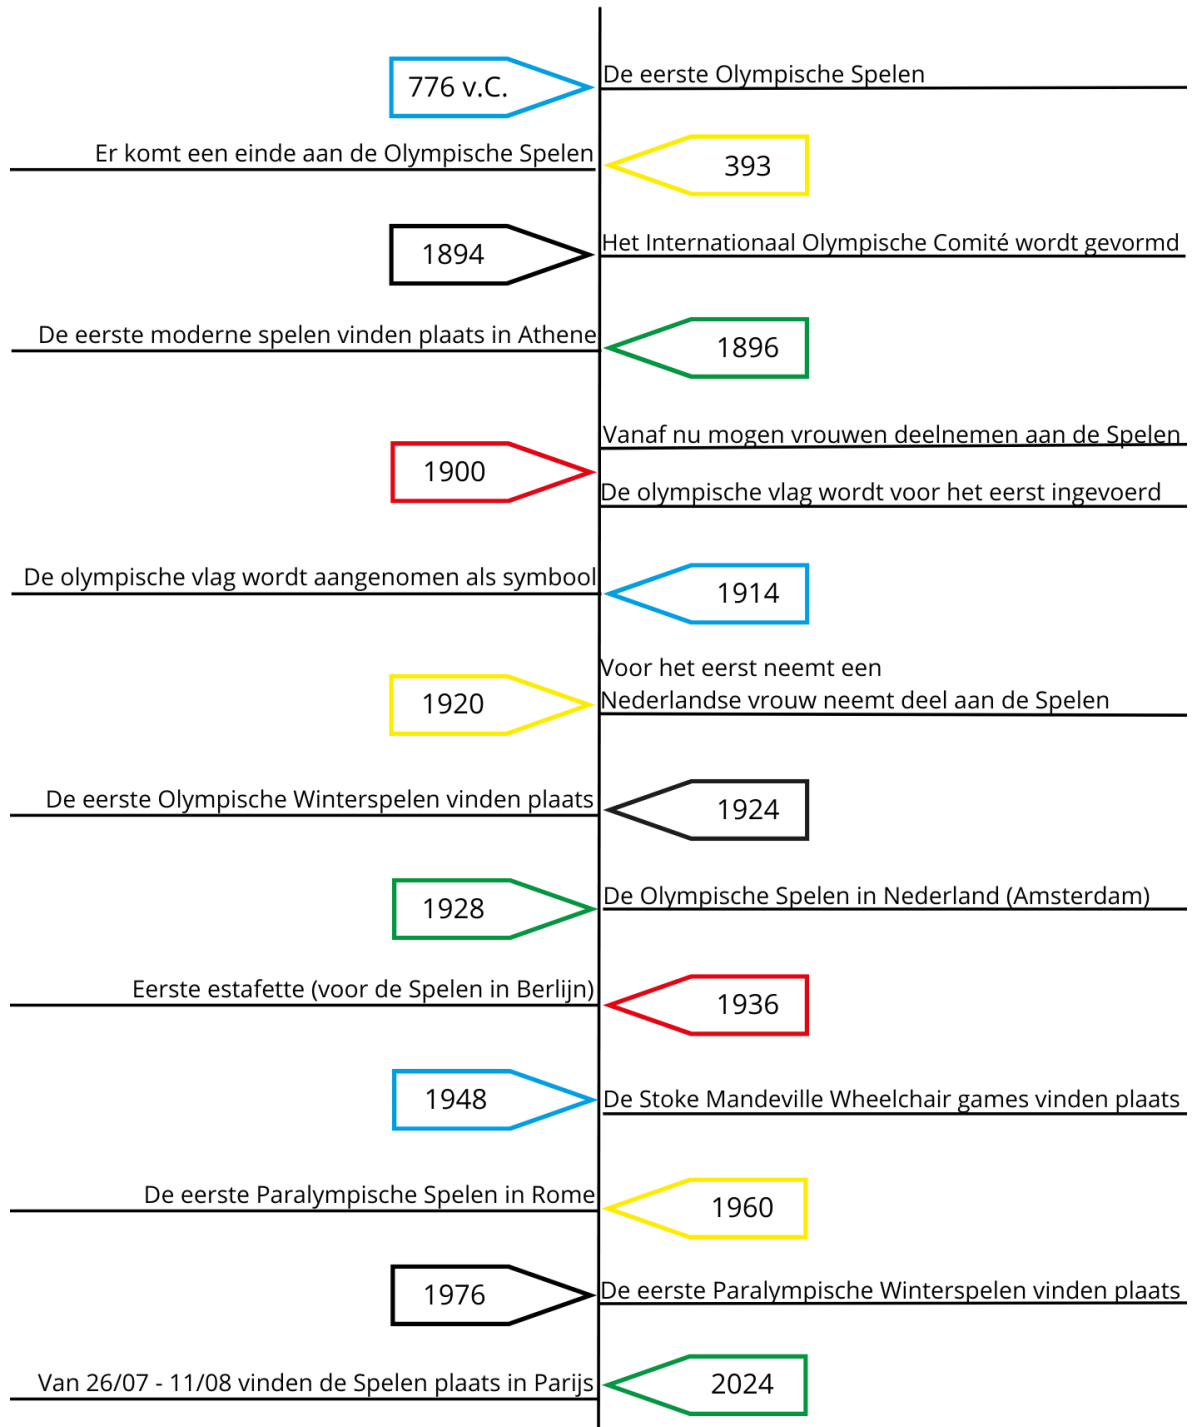 776 v.C.
De eerste Olympische Spelen
Er komt een einde aan de Olympische Spelen
393
1894
Het Internationaal Olympische Comité wordt gevormd
De eerste moderne spelen vinden plaats in Athene
1896
1900
Vanaf nu mogen vrouwen deelnemen aan de Spelen
De olympische vlag wordt voor het eerst ingevoerd
De olympische vlag wordt aangenomen als symbool
1914
1920
Voor het eerst neemt een
Nederlandse vrouw neemt deel aan de Spelen
De eerste Olympische Winterspelen vinden plaats
1924
1928
De Olympische Spelen in Nederland (Amsterdam)
Eerste estafette (voor de Spelen in Berlijn)
1936
1948
De Stoke Mandeville Wheelchair games vinden plaats
De eerste Paralympische Spelen in Rome
1960
1976
De eerste Paralympische Winterspelen vinden plaats
Van 26/07 - 11/08 vinden de Spelen plaats in Parijs
2024